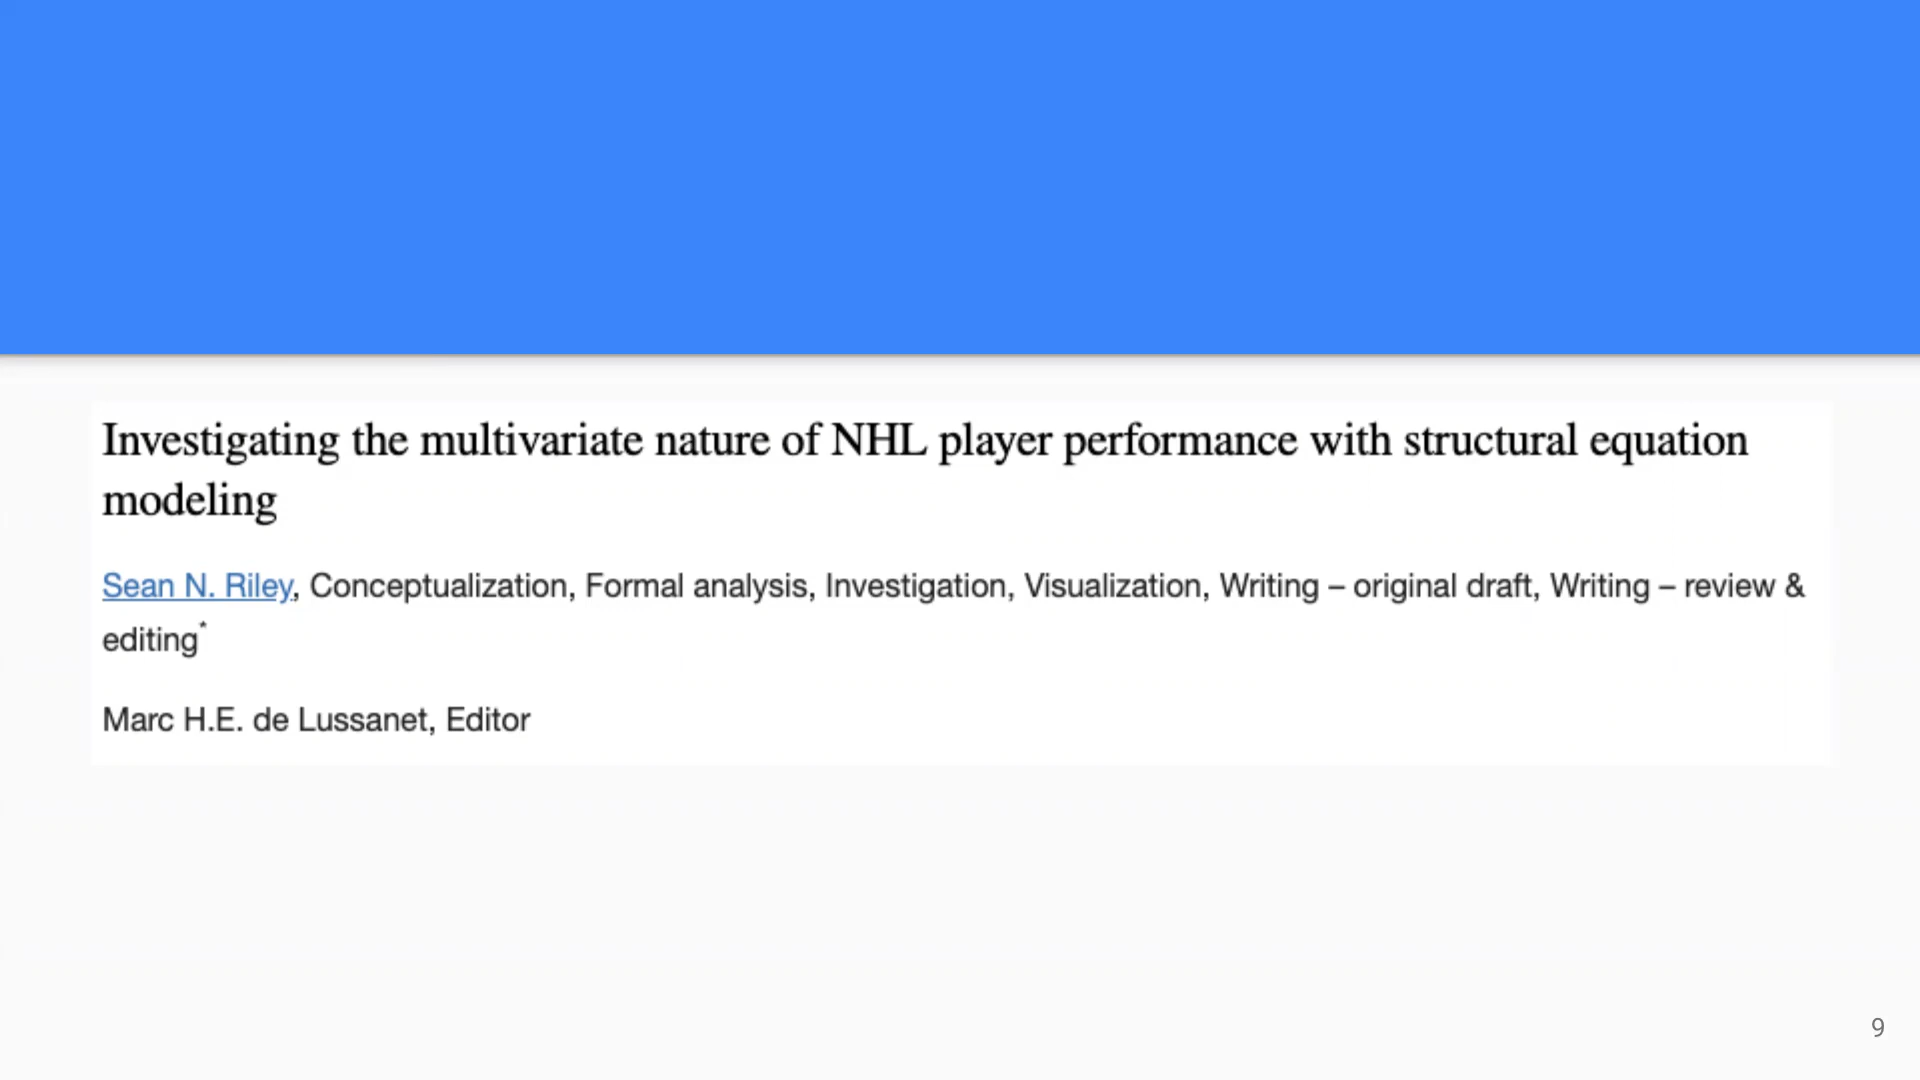 Investigating the multivariate nature of NHL player performance with structural equation
modeling
Sean N. Riley, Conceptualization, Formal analysis, Investigation, Visualization, Writing – original draft, Writing – review &
editing*
Marc H.E. de Lussanet, Editor
9